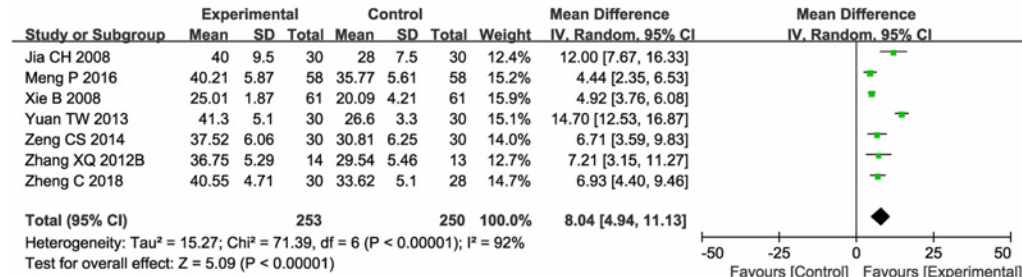 Experimental Control Mean Difference Mean Difference
Study or Subgroup Mean SD Total Mean SD Total Weight IV, Random, 95% CI IV, Random, 95% CI
Jia CH 2008 40 9.5 30 28 7.5 30 12.4% 12.00 [7.67, 16.33]
Meng P 2016 40.21 5.87 58 35.77 5.61 58 15.2% 4.44 [2.35, 6.53]
Xie B 2008 25.01 1.87 61 20.09 4.21 61 15.9% 4.92 [3.76, 6.08]
Yuan TW 2013 41.3 5.1 30 26.6 3.3 30 15.1% 14.70 [12.53, 16.87]
Zeng CS 2014 37.52 6.06 30 30.81 6.25 30 14.0% 6.71 [3.59, 9.83]
Zhang XQ 2012B 36.75 5.29 14 29.54 5.46 13 12.7% 7.21 [3.15, 11.27]
Zheng C 2018 40.55 4.71 30 33.62 5.1 28 14.7% 6.93 [4.40, 9.46]
Total (95% CI) 253 250 100.0% 8.04 [4.94, 11.13]
Heterogeneity: Tau² = 15.27; Chi² = 71.39, df = 6 (P < 0.00001); I² = 92%
Test for overall effect: Z = 5.09 (P < 0.00001)
-50 -25 0 25 50
Favours [Control] Favours [Experimental]